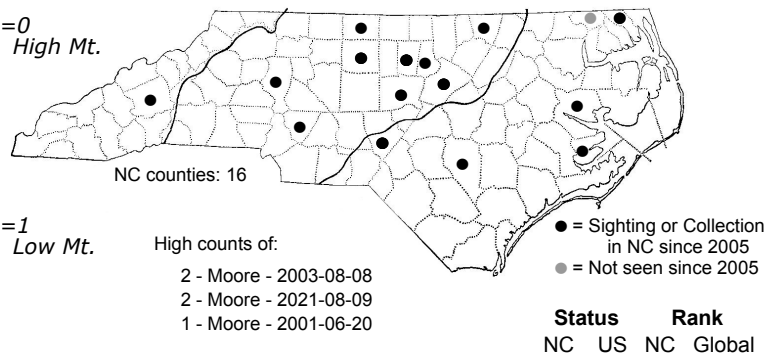 =0
High Mt.
NC counties: 16
=1
Low Mt.
High counts of:
2 - Moore - 2003-08-08
2 - Moore - 2021-08-09
1 - Moore - 2001-06-20
= Sighting or Collection
in NC since 2005
= Not seen since 2005
Status Rank
NC US NC Global